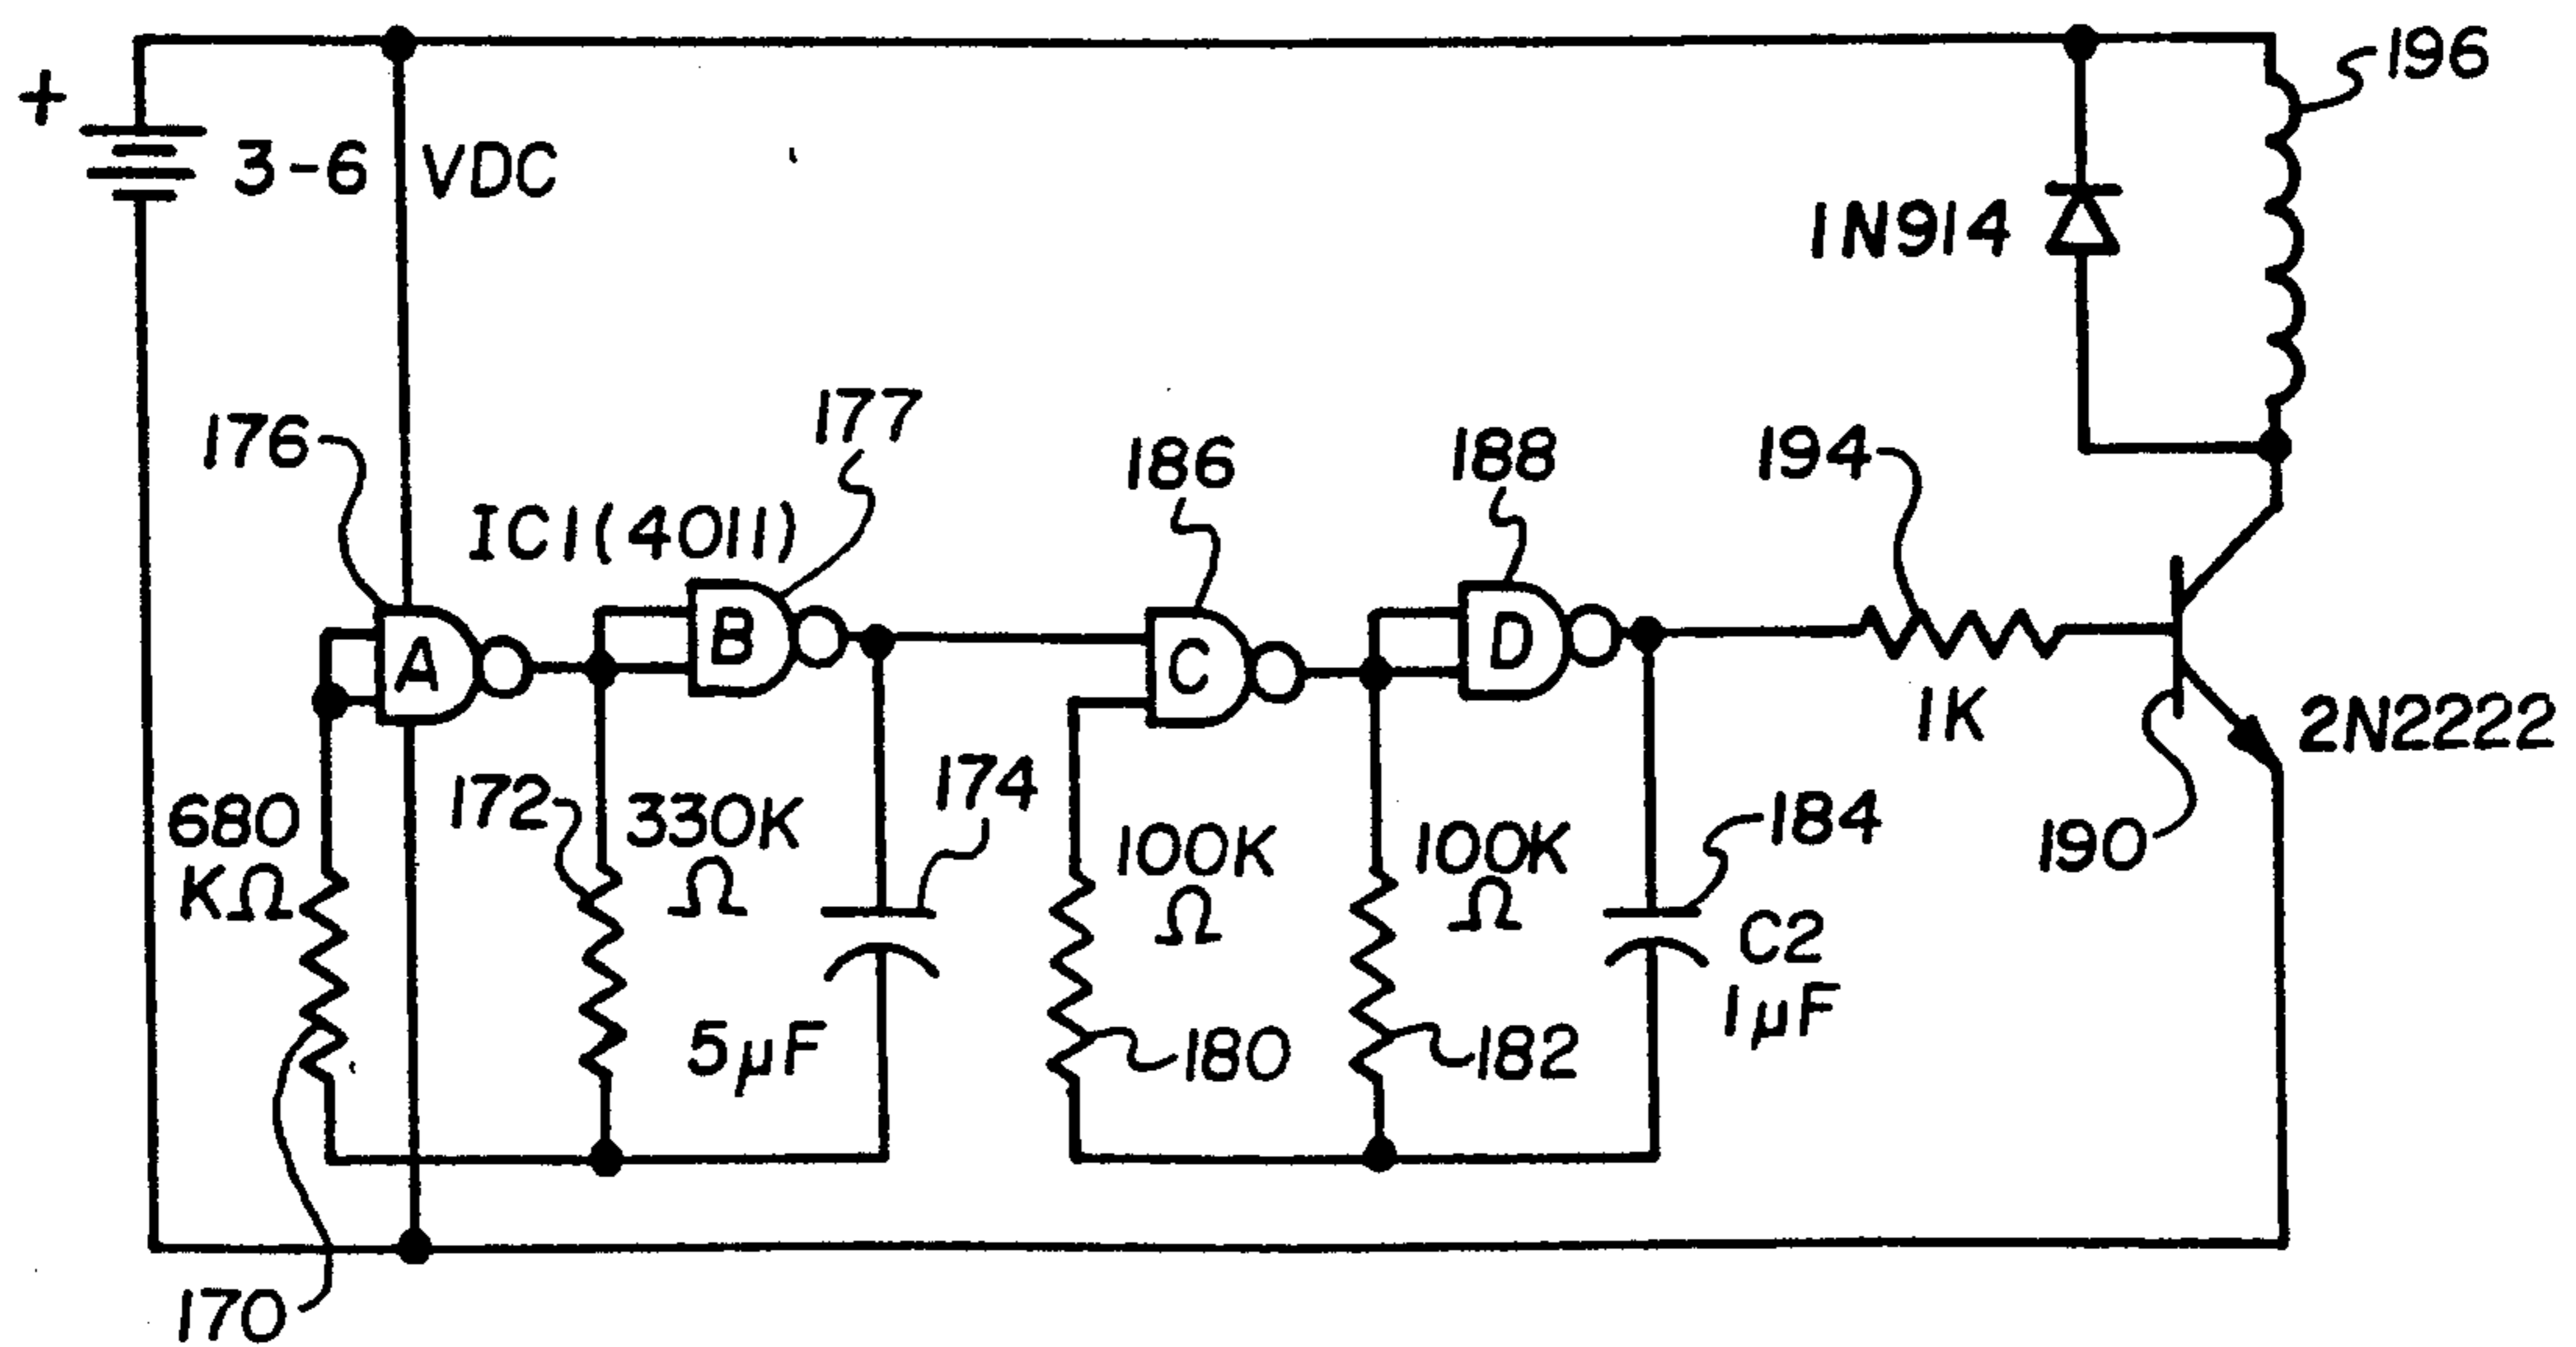 196
+
3-6 VDC
1N914
177
176
186
188
194
IC1(4011)
A
B
C
D
1K
2N2222
680
KΩ
172
330K
Ω
174
100K
Ω
100K
Ω
184
190
C2
1µF
5µF
180
182
170